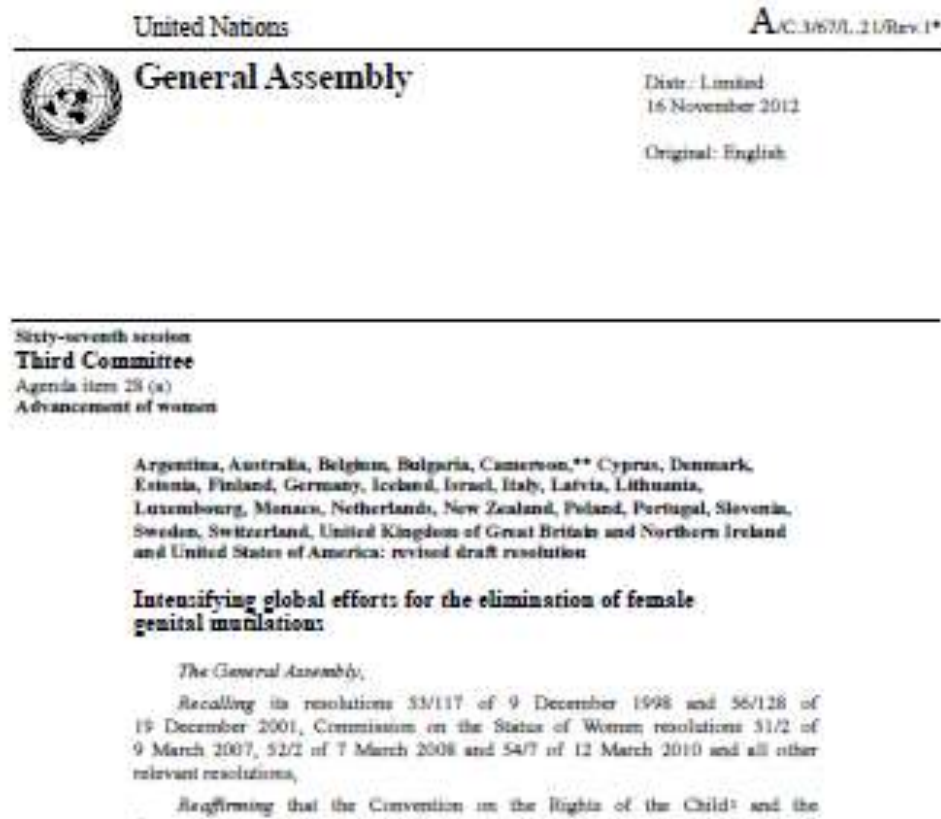 United Nations
A/C.3/67/L.21/Rev.1*
General Assembly
Distr.: Limited
16 November 2012
Original: English
Sixty-seventh session
Third Committee
Agenda item 28 (a)
Advancement of women
Argentina, Australia, Belgium, Bulgaria, Cameroon,** Cyprus, Denmark,
Estonia, Finland, Germany, Iceland, Israel, Italy, Latvia, Lithuania,
Luxembourg, Monaco, Netherlands, New Zealand, Poland, Portugal, Slovenia,
Sweden, Switzerland, United Kingdom of Great Britain and Northern Ireland
and United States of America: revised draft resolution
Intensifying global efforts for the elimination of female
genital mutilations
The General Assembly,
Recalling its resolutions 53/117 of 9 December 1998 and 56/128 of
19 December 2001, Commission on the Status of Women resolutions 51/2 of
9 March 2007, 52/2 of 7 March 2008 and 54/7 of 12 March 2010 and all other
relevant resolutions,
Reaffirming that the Convention on the Rights of the Child¹ and the